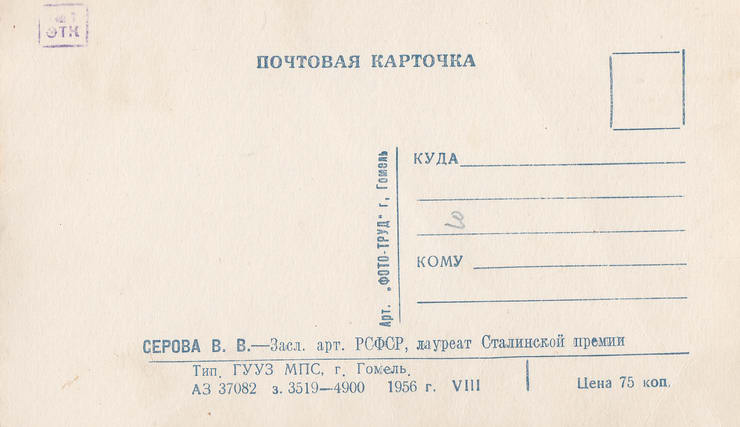 ОТК
ПОЧТОВАЯ КАРТОЧКА
Арт. „ФОТО-ТРУД“ г, Гомель
КУДА
КОМУ
СЕРОВА В. В.—Засл. арт. РСФСР, лауреат Сталинской премии
Тип. ГУУЗ МПС, г. Гомель.
АЗ 37082 з. 3519—4900 1956 г. VIII
Цена 75 коп.